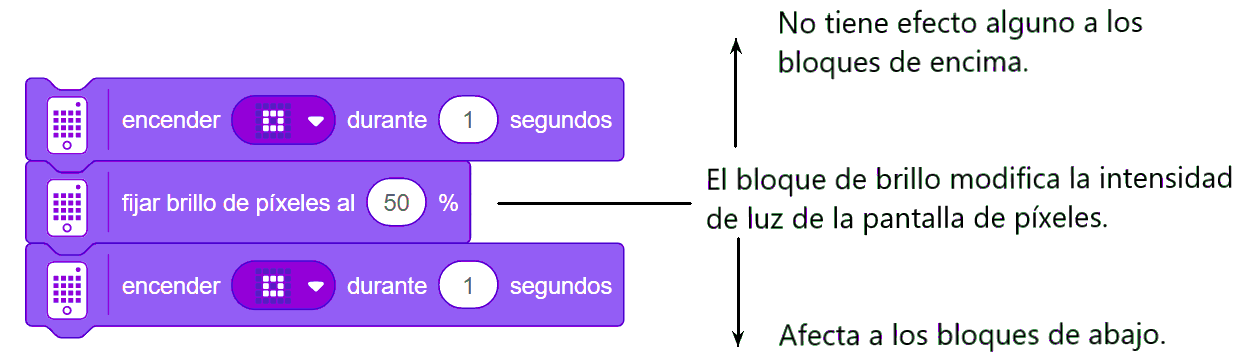 No tiene efecto alguno a los
bloques de encima.
encender durante 1 segundos
El bloque de brillo modifica la intensidad
de luz de la pantalla de píxeles.
fijar brillo de píxeles al 50 %
encender durante 1 segundos
Afecta a los bloques de abajo.